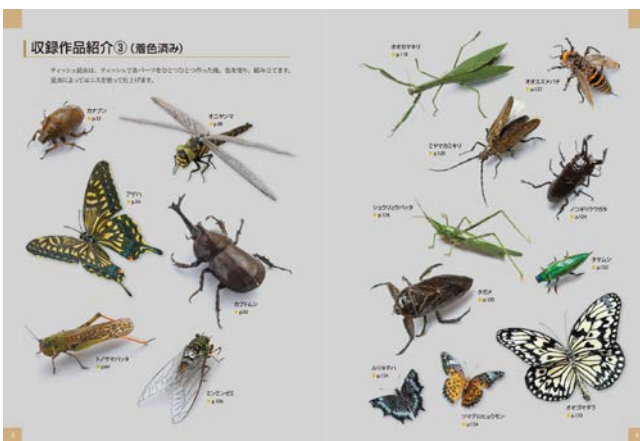 収録作品紹介③(着色済み)
ティッシュ昆虫は、ティッシュで各パーツをひとつひとつ作った後、色を塗り、組み立てます。
昆虫によってはニスを使って仕上げます。
カナブン
オニヤンマ
アゲハ
カブトムシ
トノサマバッタ
ミンミンゼミ
p.106
オオカマキリ
p.118
オオスズメバチ
p.122
ミヤマカミキリ
ノコギリクワガタ
p.124
ショウリョウバッタ
タマムシ
タガメ
ルリタテハ
p.134
ツマグロヒョウモン
p.134
オオゴマダラ